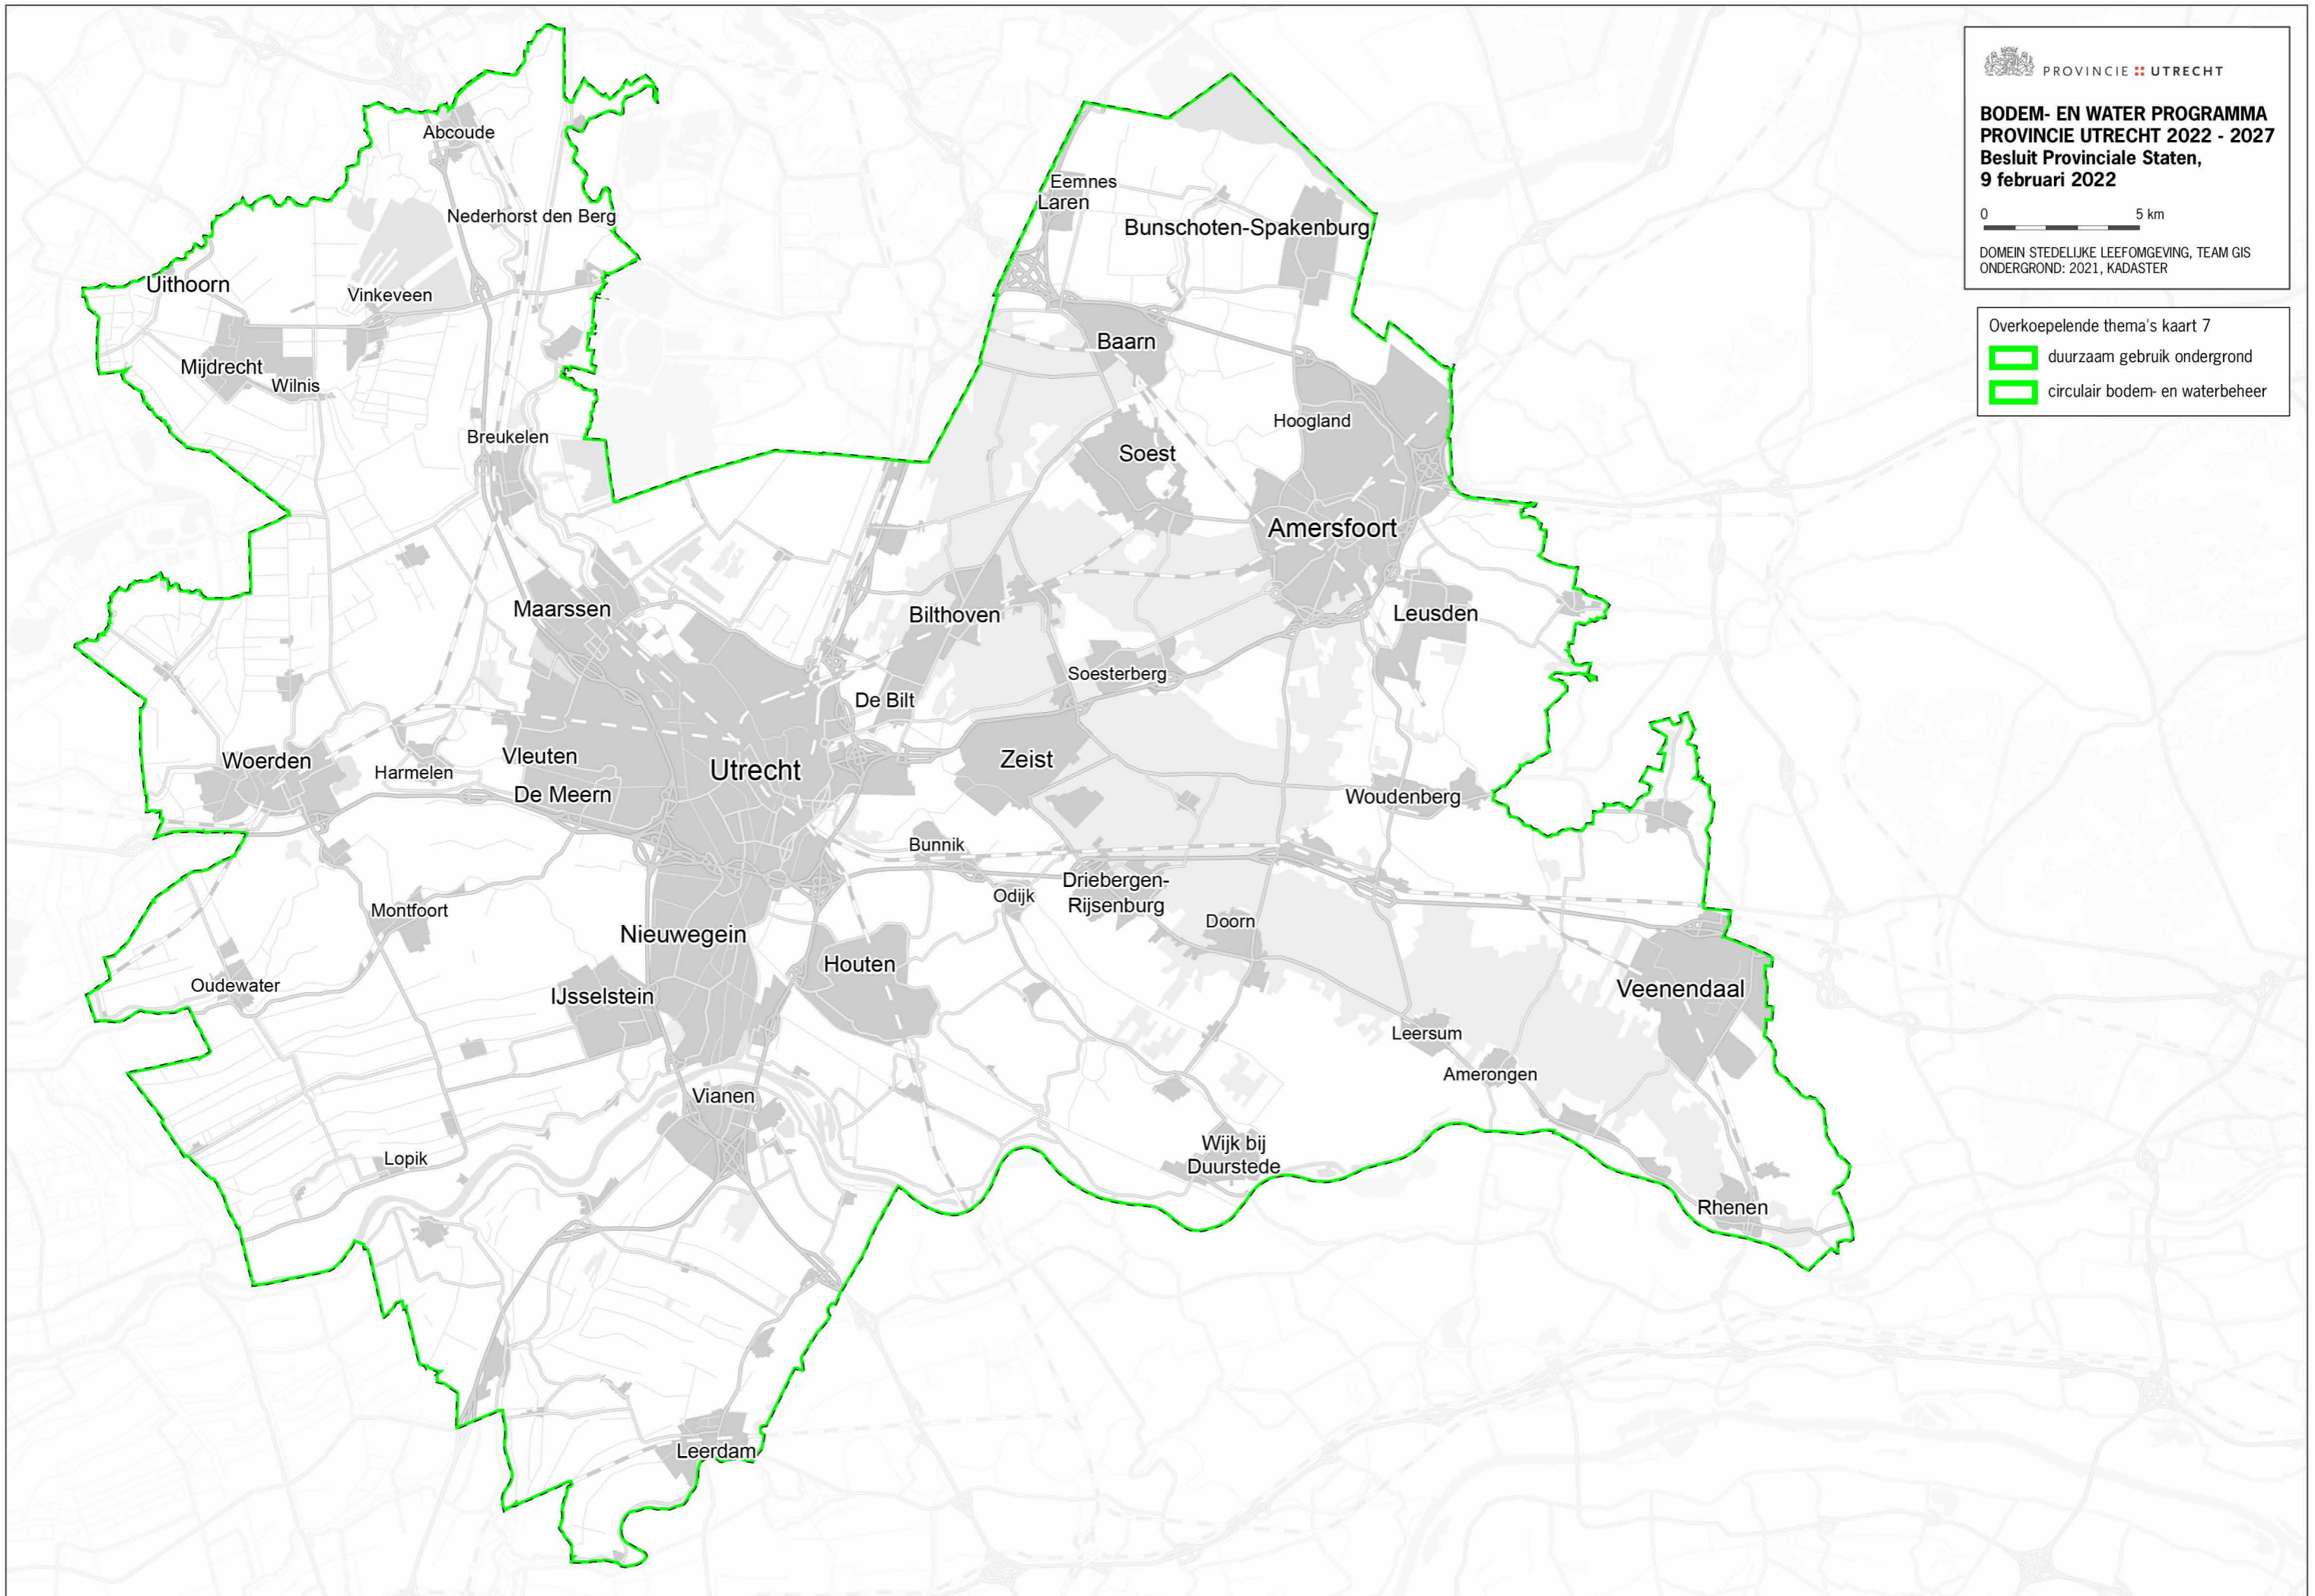 PROVINCIE UTRECHT
BODEM- EN WATER PROGRAMMA
PROVINCIE UTRECHT 2022 - 2027
Besluit Provinciale Staten,
9 februari 2022
0 5 km
DOMEIN STEDELIJKE LEEFOMGEVING, TEAM GIS
ONDERGROND: 2021, KADASTER
Overkoepelende thema's kaart 7
duurzaam gebruik ondergrond
circulair bodem- en waterbeheer
Abcoude
Eemnes
Laren
Nederhorst den Berg
Bunschoten-Spakenburg
Uithoorn
Vinkeveen
Baarn
Mijdrecht
Wilnis
Hoogland
Breukelen
Soest
Amersfoort
Maarssen
Bilthoven
Leusden
Soesterberg
De Bilt
Woerden
Vleuten
Zeist
Utrecht
Harmelen
De Meern
Woudenberg
Bunnik
Driebergen-
Rijsenburg
Odijk
Montfoort
Doorn
Nieuwegein
Houten
Oudewater
Veenendaal
IJsselstein
Leersum
Amerongen
Vianen
Wijk bij
Duurstede
Lopik
Rhenen
Leerdam